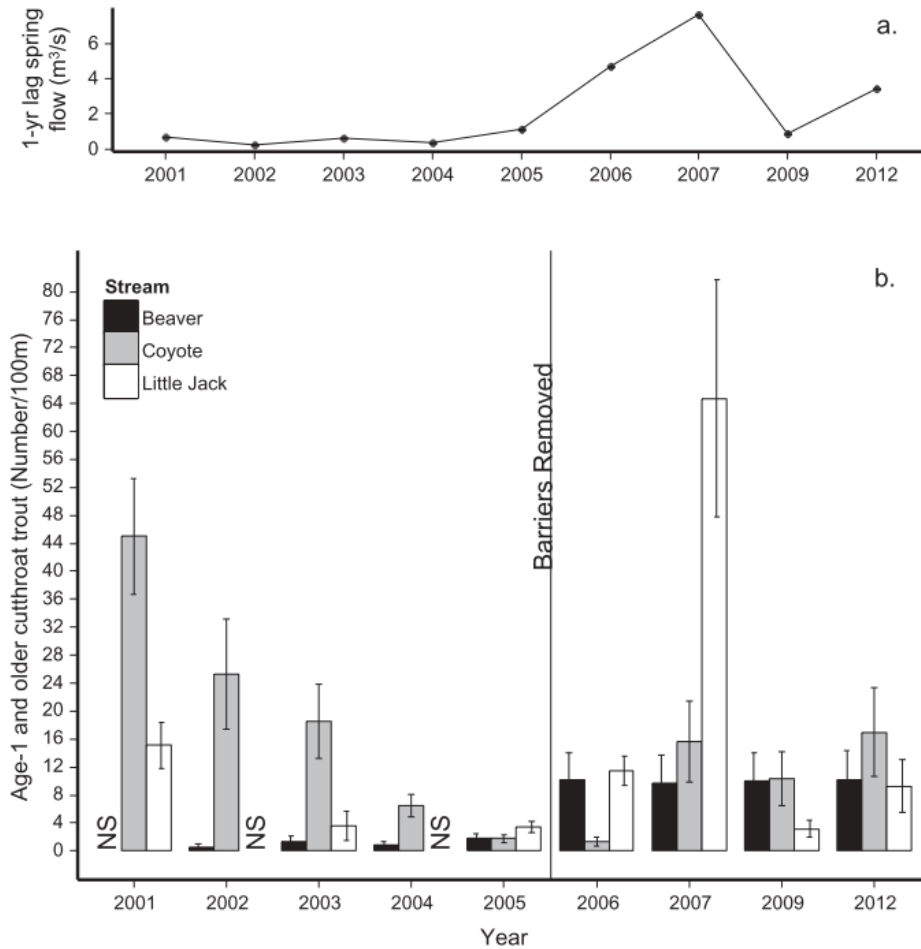 1-yr lag spring
flow (m³/s)
a.
6
4
2
0
2001 2002 2003 2004 2005 2006 2007 2009 2012
b.
Age-1 and older cutthroat trout (Number/100m)
80
76
72
68
64
60
56
52
48
44
40
36
32
28
24
20
16
12
8
4
0
Stream
Beaver
Coyote
Little Jack
Barriers Removed
NS
NS
NS
2001 2002 2003 2004 2005 2006 2007 2009 2012
Year